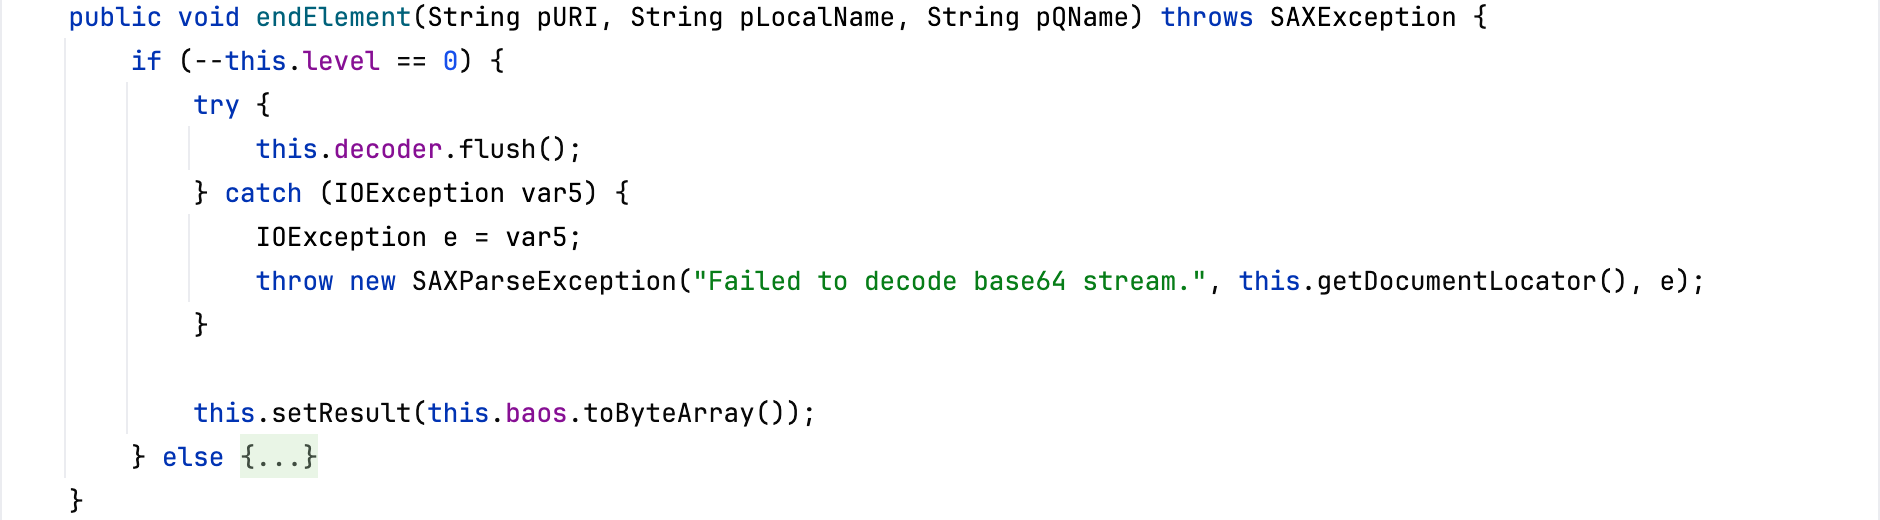 public void endElement(String pURI, String pLocalName, String pQName) throws SAXException {
    if (--this.level == 0) {
        try {
            this.decoder.flush();
        } catch (IOException var5) {
            IOException e = var5;
            throw new SAXParseException("Failed to decode base64 stream.", this.getDocumentLocator(), e);
        }

        this.setResult(this.baos.toByteArray());
    } else {...}
}